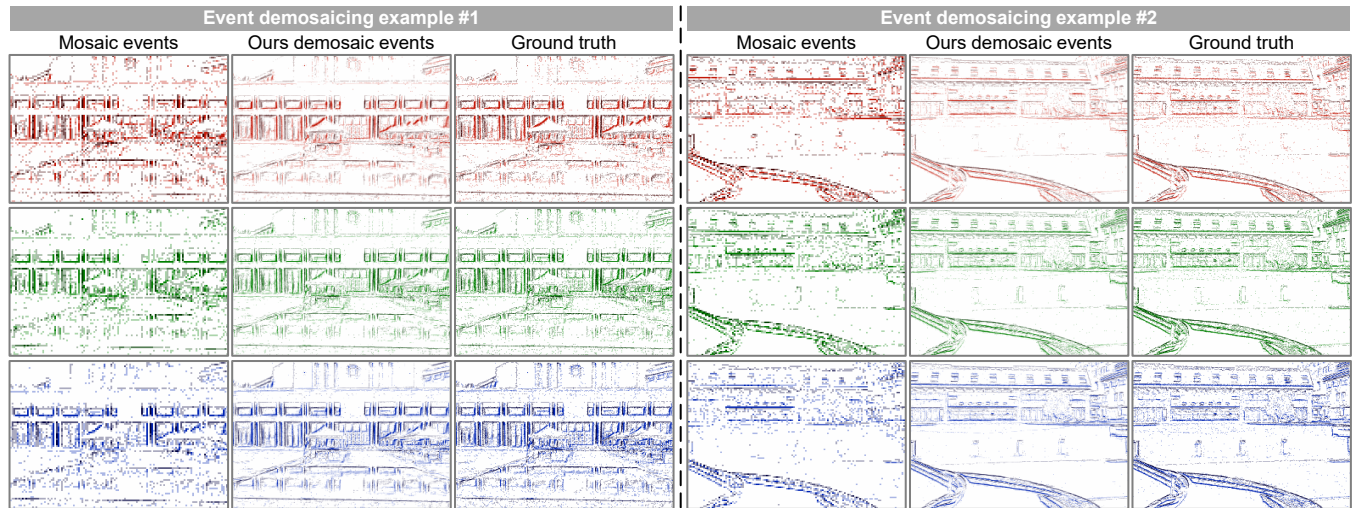 Event demosaicing example #1
Mosaic events Ours demosaic events Ground truth
Event demosaicing example #2
Mosaic events Ours demosaic events Ground truth